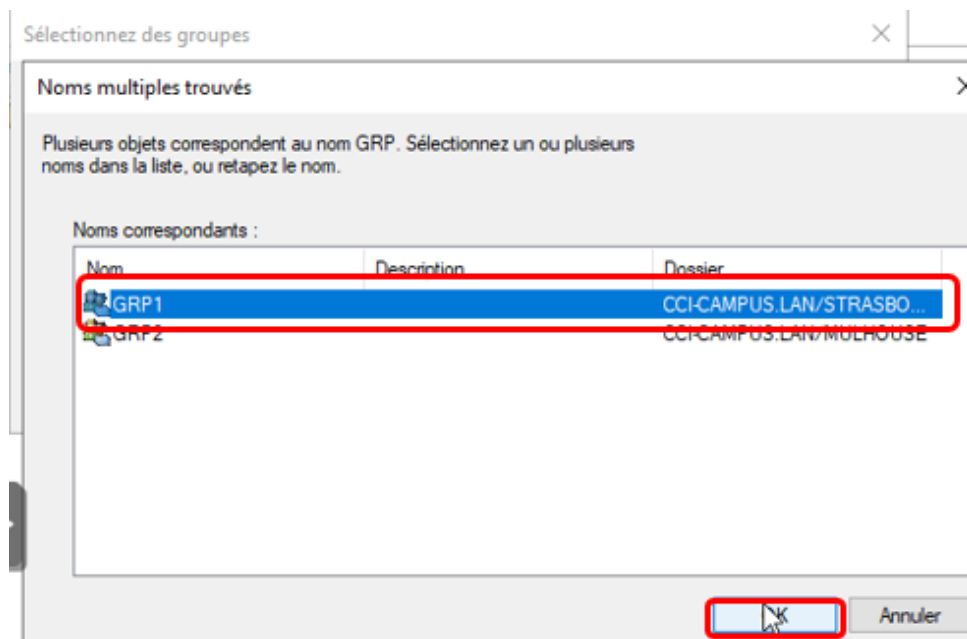 Sélectionnez des groupes
Noms multiples trouvés
Plusieurs objets correspondent au nom GRP. Sélectionnez un ou plusieurs
noms dans la liste, ou retapez le nom.
Noms correspondants :
Nom Description Dossier
GRP1 CCI-CAMPUS.LAN/STRASBO...
GRP2 CCI-CAMPUS.LAN/MULHOUSE
OK Annuler